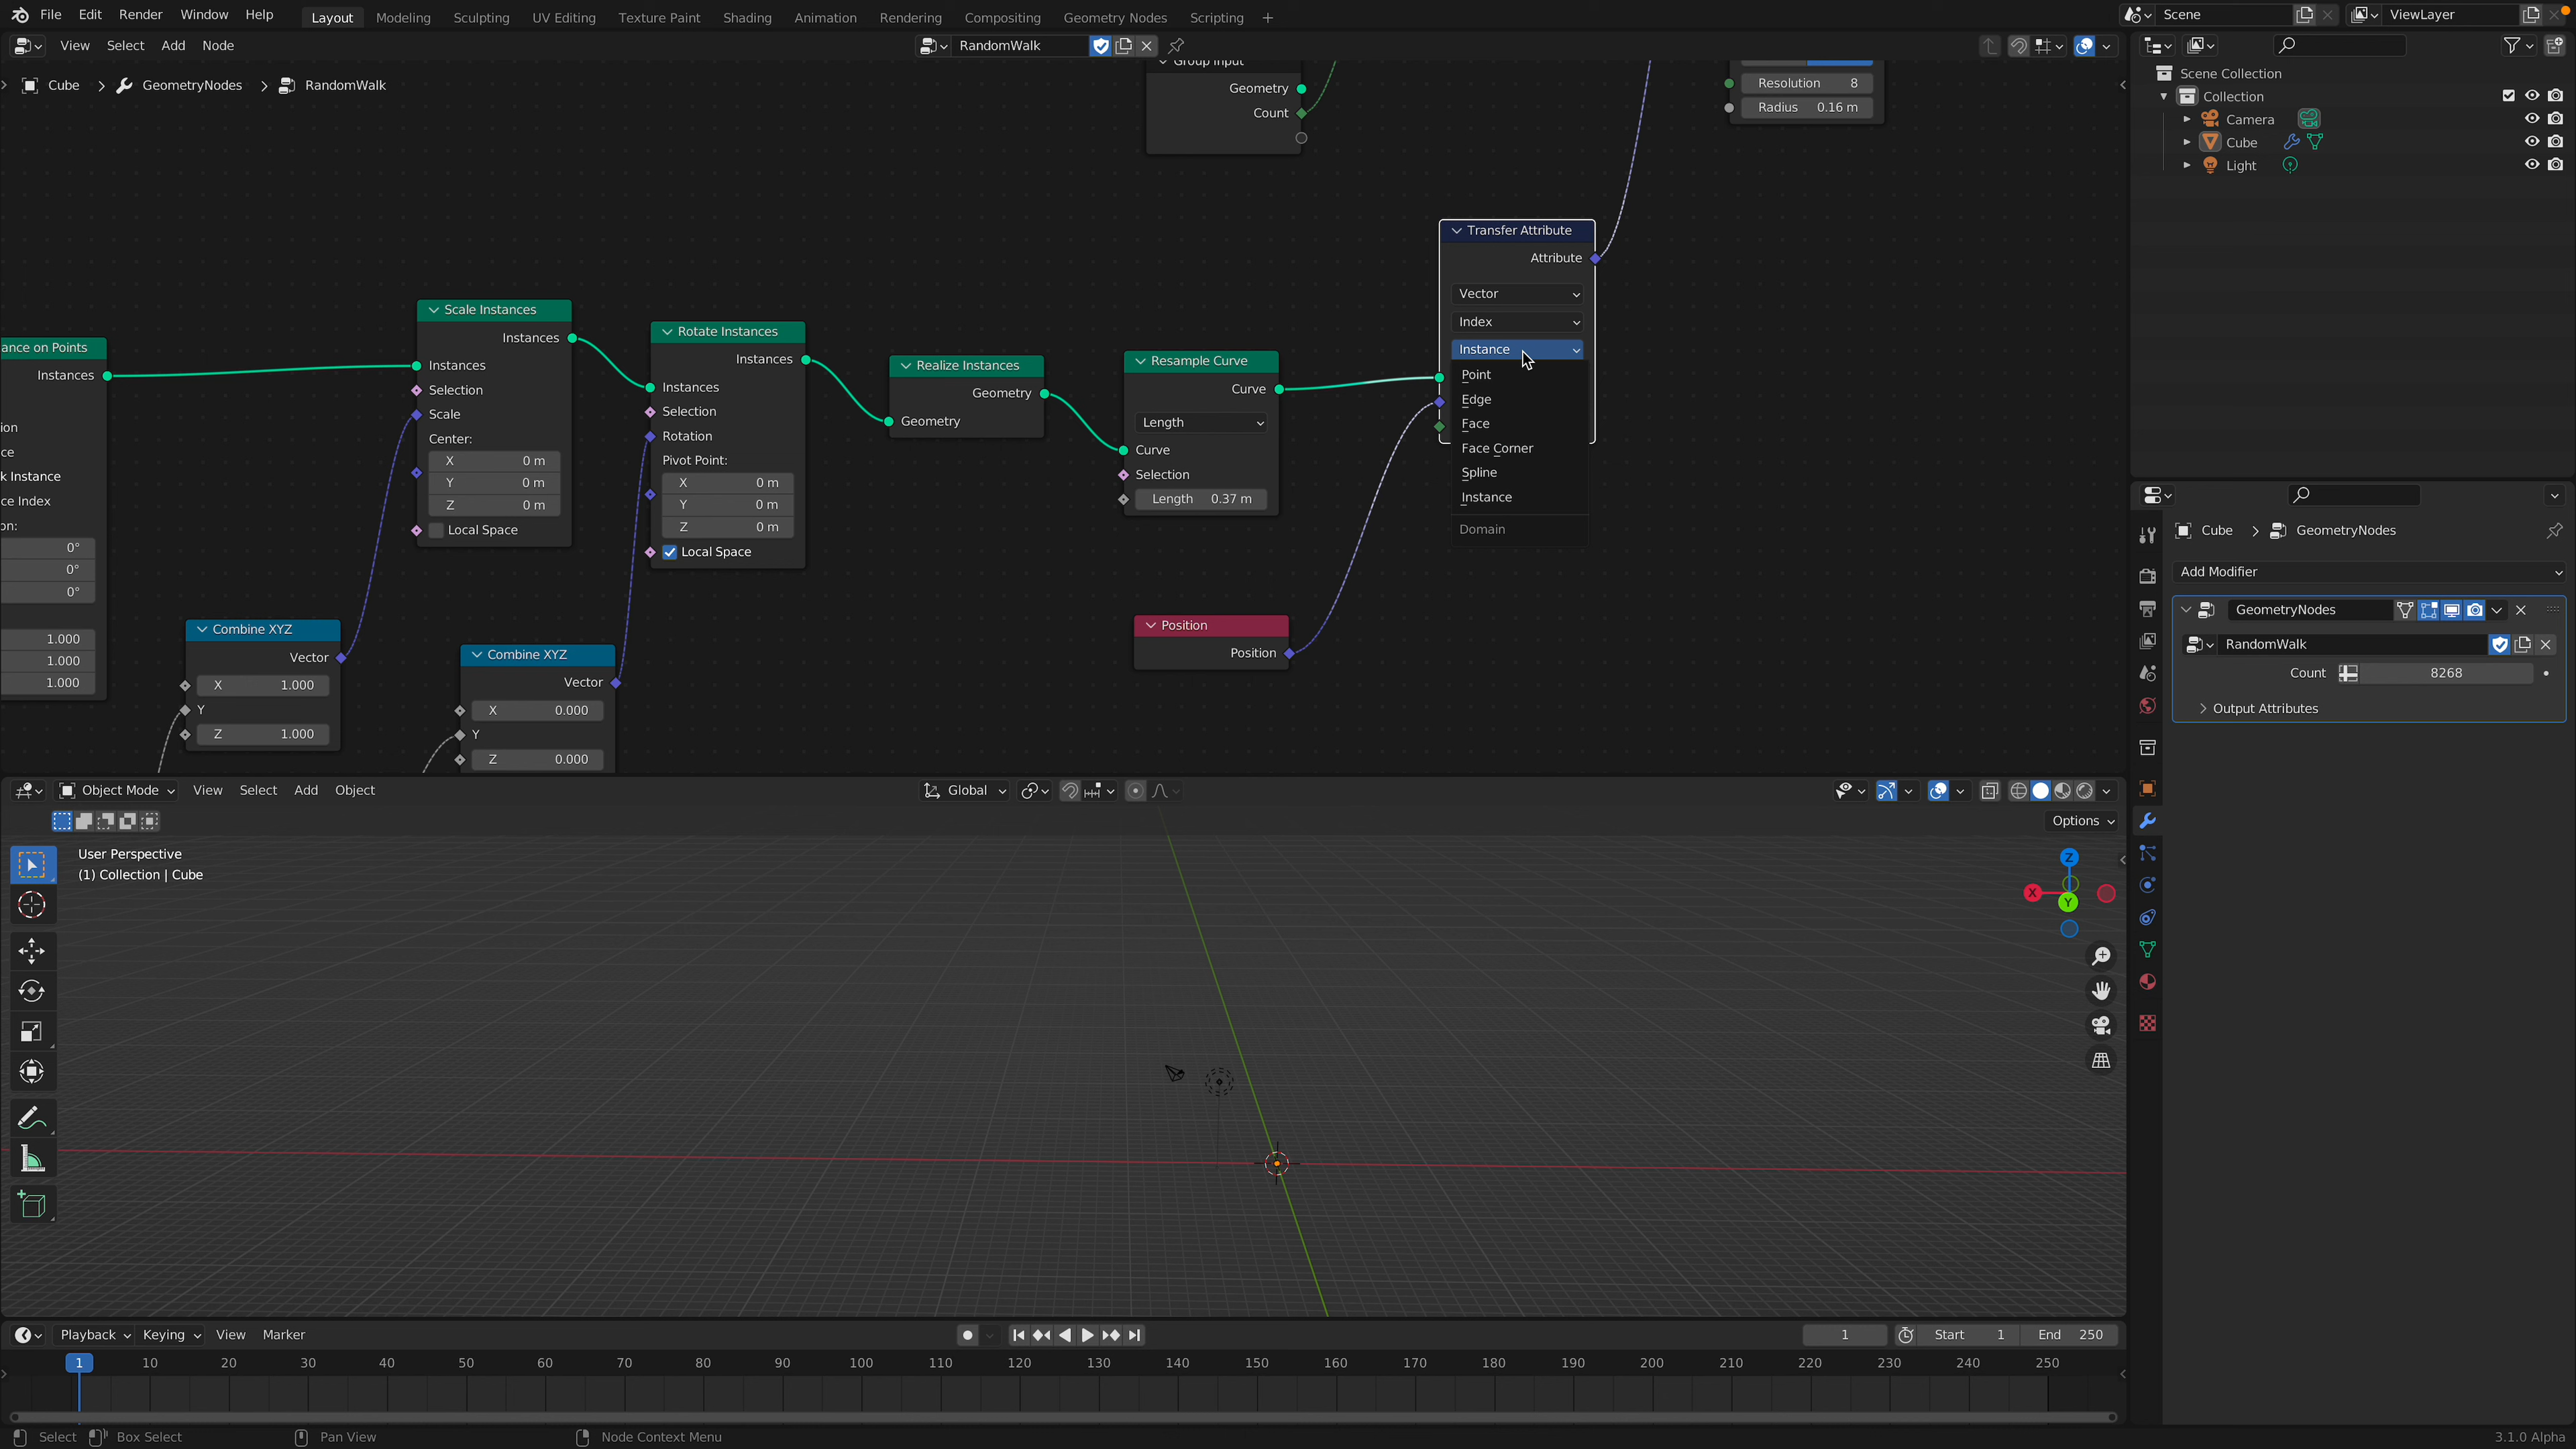 File Edit Render Window Help
Layout Modeling Sculpting UV Editing Texture Paint Shading Animation Rendering Compositing Geometry Nodes Scripting +
Scene
ViewLayer
View Select Add Node
RandomWalk
Cube > GeometryNodes > RandomWalk
Group Input
Geometry
Count
Resolution 8
Radius 0.16 m
Transfer Attribute
Attribute
Vector
Index
Instance
Point
Edge
Face
Face Corner
Spline
Instance
Domain
ance on Points
Instances
ion
ce
k Instance
ce Index
on:
0°
0°
0°
1.000
1.000
1.000
Scale Instances
Instances
Instances
Selection
Scale
Center:
X 0 m
Y 0 m
Z 0 m
Local Space
Rotate Instances
Instances
Instances
Selection
Rotation
Pivot Point:
X 0 m
Y 0 m
Z 0 m
Local Space
Realize Instances
Geometry
Geometry
Resample Curve
Curve
Length
Curve
Selection
Length 0.37 m
Combine XYZ
Vector
X 1.000
Y
Z 1.000
Combine XYZ
Vector
X 0.000
Y
Z 0.000
Position
Position
Scene Collection
Collection
Camera
Cube
Light
Cube > GeometryNodes
Add Modifier
GeometryNodes
RandomWalk
Count 8268
Output Attributes
Object Mode View Select Add Object
Global
Options
User Perspective
(1) Collection | Cube
Z
X
Y
Playback Keying View Marker
1 Start 1 End 250
1 10 20 30 40 50 60 70 80 90 100 110 120 130 140 150 160 170 180 190 200 210 220 230 240 250
Select Box Select Pan View Node Context Menu
3.1.0 Alpha